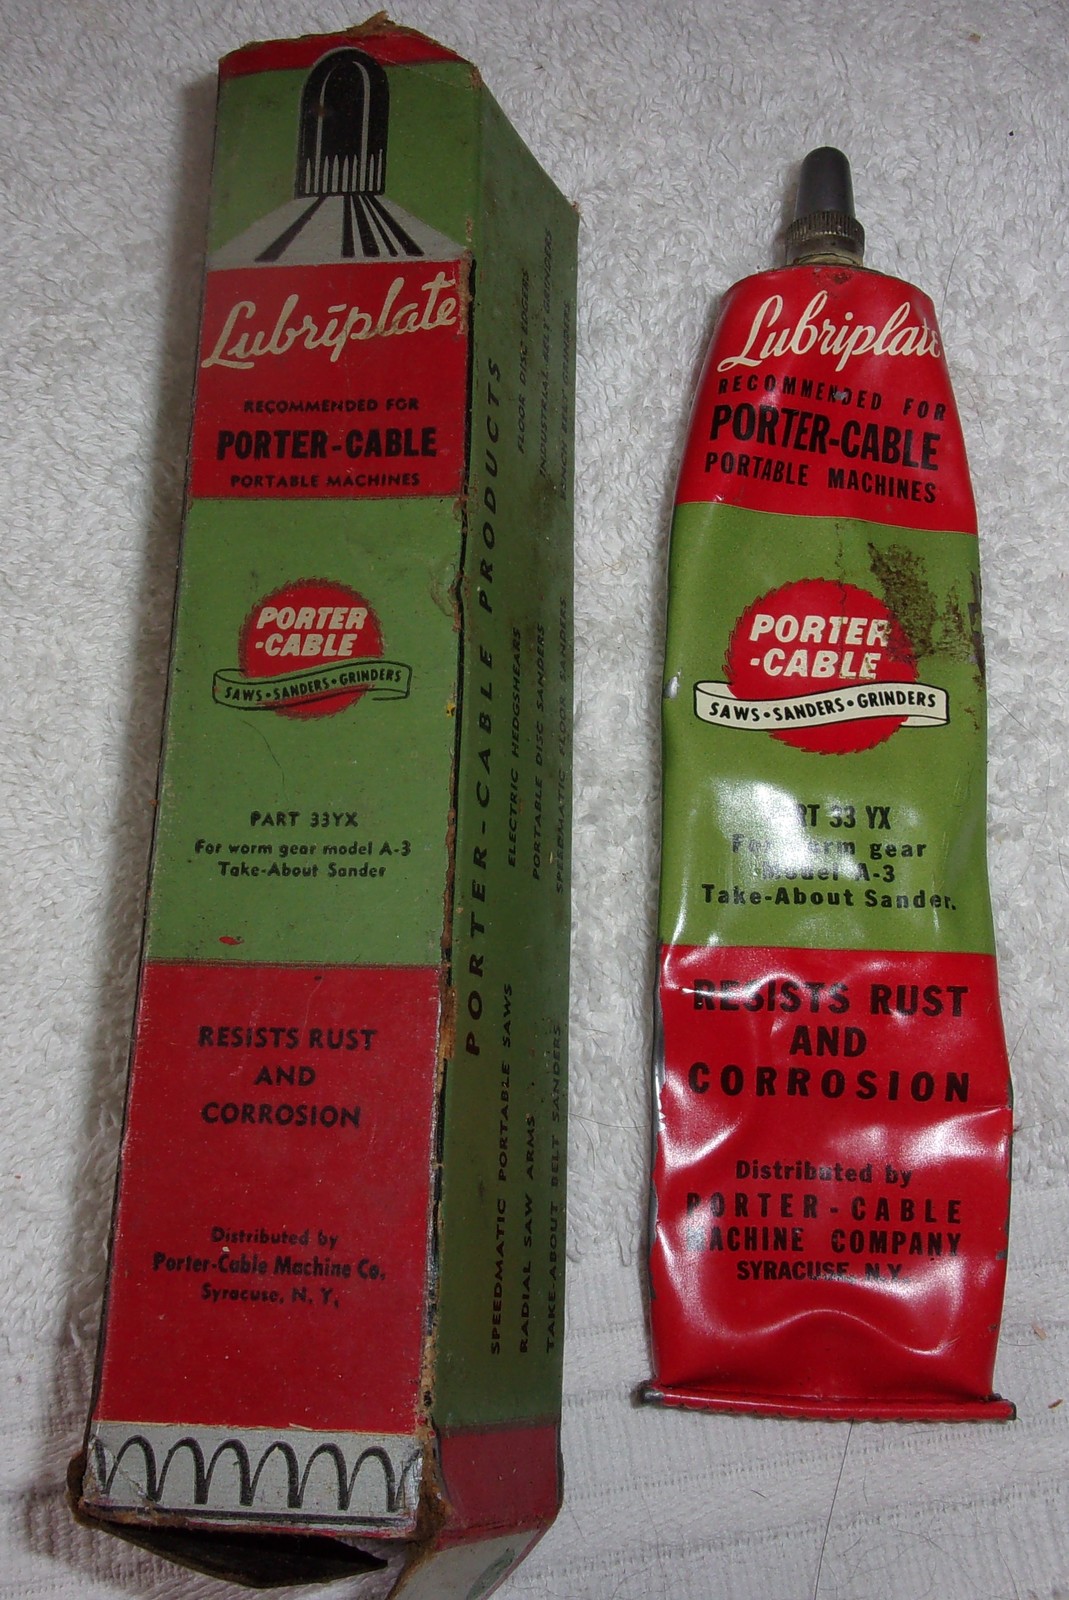 Lubriplate
RECOMMENDED FOR
PORTER-CABLE
PORTABLE MACHINES
PORTER
-CABLE
SAWS•SANDERS•GRINDERS
PART 33YX
For worm gear model A-3
Take-About Sander
RESISTS RUST
AND
CORROSION
Distributed by
Porter-Cable Machine Co.
Syracuse, N. Y.
PORTER-CABLE PRODUCTS
SPEEDMATIC PORTABLE SAWS
RADIAL SAW ARMS
TAKE-ABOUT BELT SANDERS
ELECTRIC HEDGSHEARS
PORTABLE DISC SANDERS
SPEEDMATIC FLOOR SANDERS
FLOOR DISC EDGERS
INDUSTRIAL BELT GRINDERS
BELT GRINDERS
Lubriplate
RECOMMENDED FOR
PORTER-CABLE
PORTABLE MACHINES
PORTER
-CABLE
SAWS•SANDERS•GRINDERS
PART 33 YX
For worm gear
Model A-3
Take-About Sander.
RESISTS RUST
AND
CORROSION
Distributed by
PORTER-CABLE
MACHINE COMPANY
SYRACUSE, N.Y.